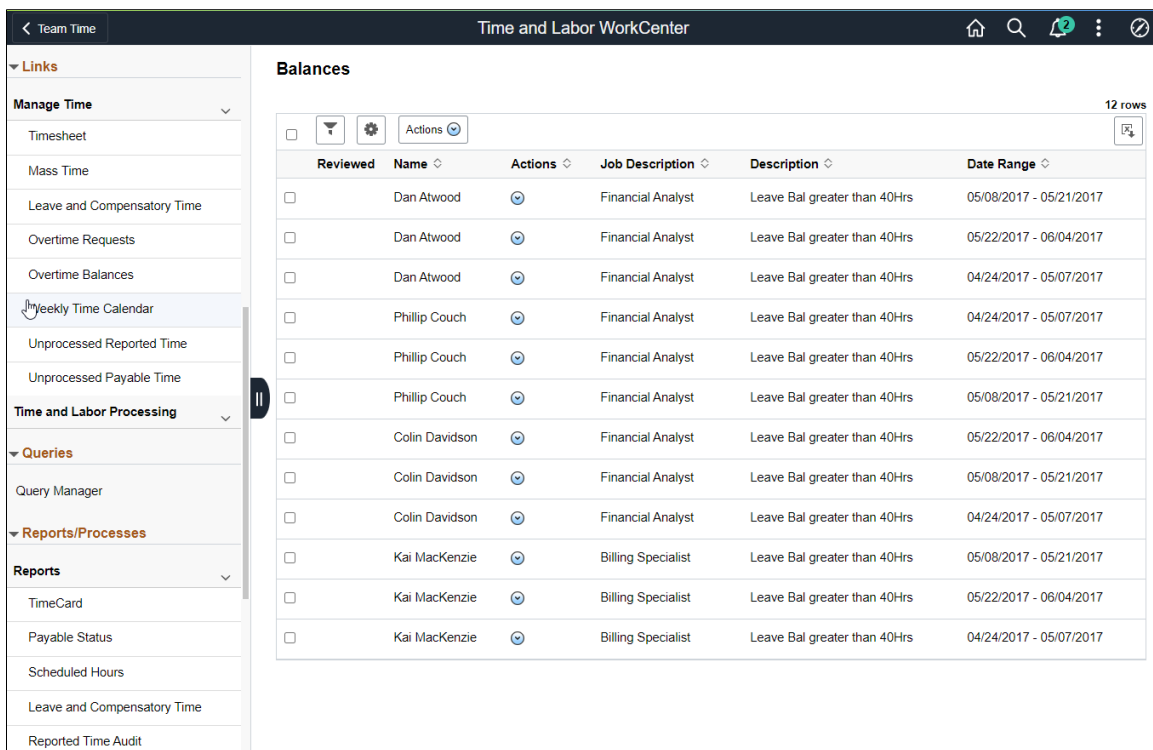 Team Time
Time and Labor WorkCenter
2
Links
Manage Time
Timesheet
Mass Time
Leave and Compensatory Time
Overtime Requests
Overtime Balances
Weekly Time Calendar
Unprocessed Reported Time
Unprocessed Payable Time
Time and Labor Processing
Queries
Query Manager
Reports/Processes
Reports
TimeCard
Payable Status
Scheduled Hours
Leave and Compensatory Time
Reported Time Audit
Balances
12 rows
Actions
Reviewed Name Actions Job Description Description Date Range
Dan Atwood Financial Analyst Leave Bal greater than 40Hrs 05/08/2017 - 05/21/2017
Dan Atwood Financial Analyst Leave Bal greater than 40Hrs 05/22/2017 - 06/04/2017
Dan Atwood Financial Analyst Leave Bal greater than 40Hrs 04/24/2017 - 05/07/2017
Phillip Couch Financial Analyst Leave Bal greater than 40Hrs 04/24/2017 - 05/07/2017
Phillip Couch Financial Analyst Leave Bal greater than 40Hrs 05/22/2017 - 06/04/2017
Phillip Couch Financial Analyst Leave Bal greater than 40Hrs 05/08/2017 - 05/21/2017
Colin Davidson Financial Analyst Leave Bal greater than 40Hrs 05/22/2017 - 06/04/2017
Colin Davidson Financial Analyst Leave Bal greater than 40Hrs 05/08/2017 - 05/21/2017
Colin Davidson Financial Analyst Leave Bal greater than 40Hrs 04/24/2017 - 05/07/2017
Kai MacKenzie Billing Specialist Leave Bal greater than 40Hrs 05/08/2017 - 05/21/2017
Kai MacKenzie Billing Specialist Leave Bal greater than 40Hrs 05/22/2017 - 06/04/2017
Kai MacKenzie Billing Specialist Leave Bal greater than 40Hrs 04/24/2017 - 05/07/2017